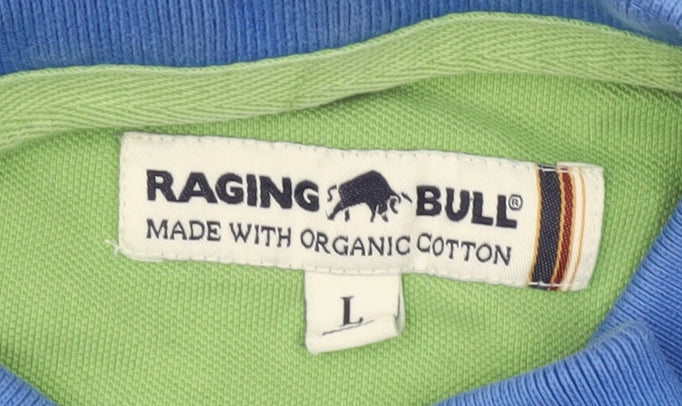 RAGING BULL®
MADE WITH ORGANIC COTTON
L